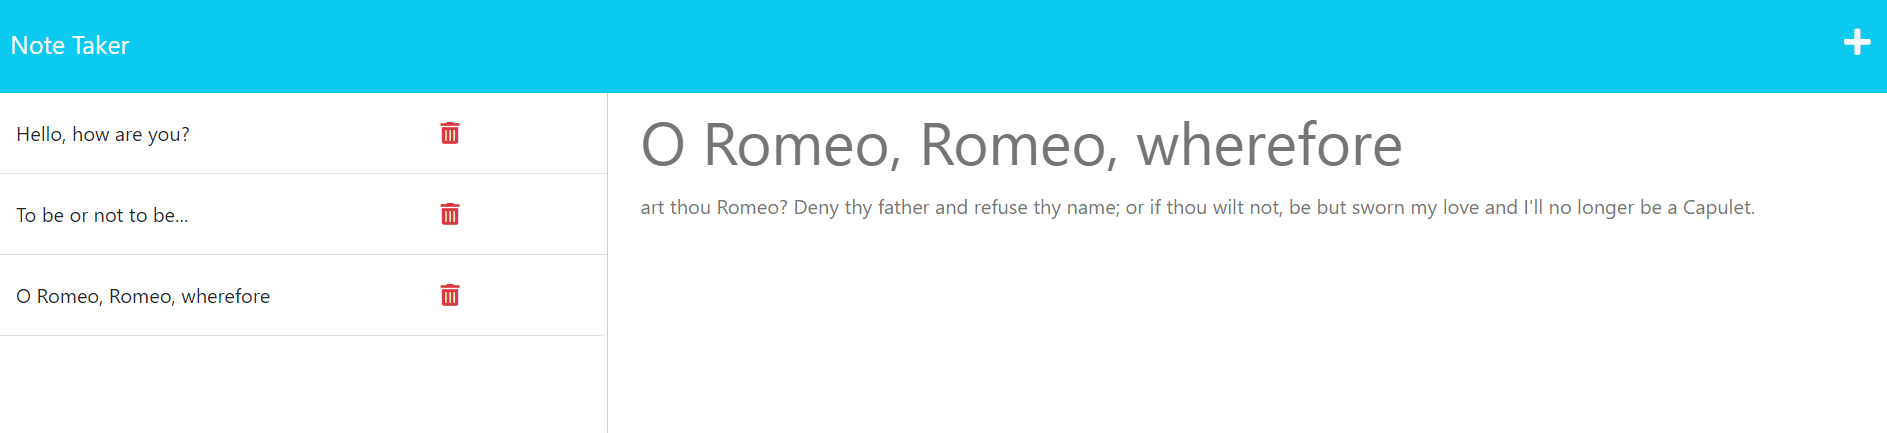 Note Taker
Hello, how are you?
To be or not to be...
O Romeo, Romeo, wherefore
O Romeo, Romeo, wherefore
art thou Romeo? Deny thy father and refuse thy name; or if thou wilt not, be but sworn my love and I'll no longer be a Capulet.